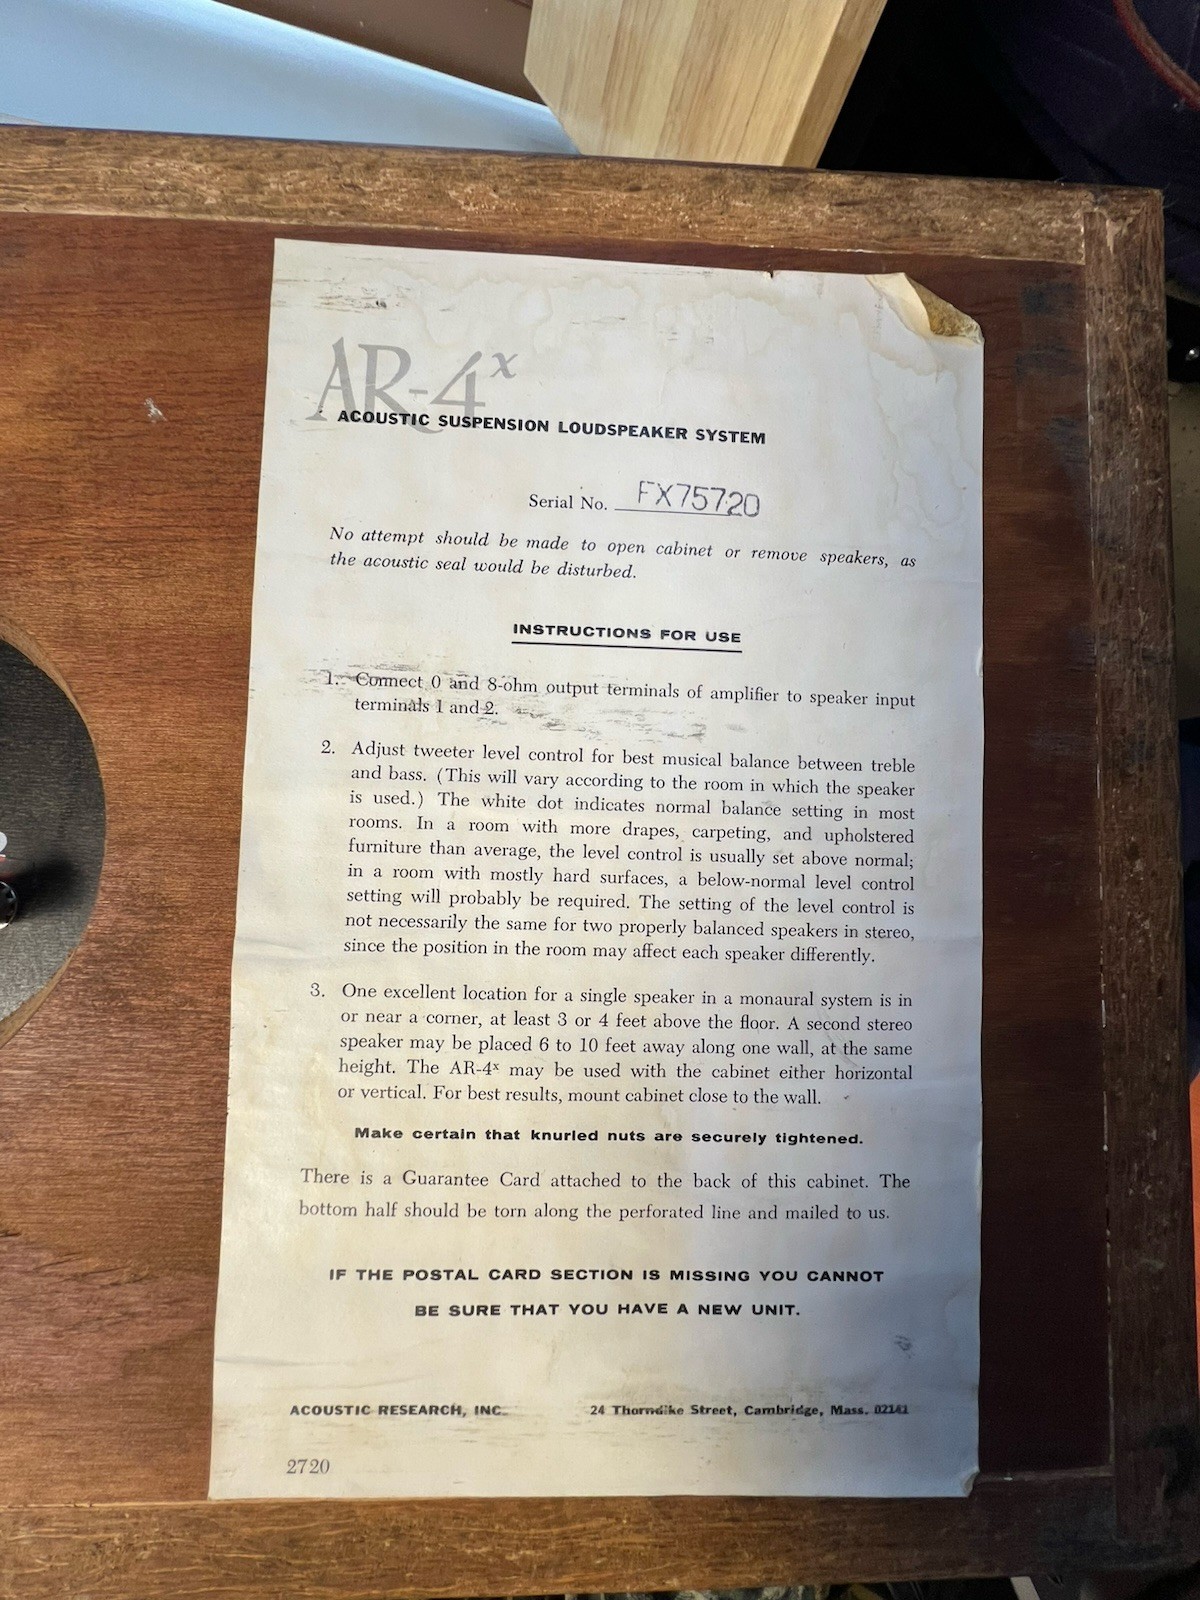 AR-4x
ACOUSTIC SUSPENSION LOUDSPEAKER SYSTEM
Serial No. FX75720
No attempt should be made to open cabinet or remove speakers, as
the acoustic seal would be disturbed.
INSTRUCTIONS FOR USE
1. Connect 0 and 8-ohm output terminals of amplifier to speaker input
terminals 1 and 2.
2. Adjust tweeter level control for best musical balance between treble
and bass. (This will vary according to the room in which the speaker
is used.) The white dot indicates normal balance setting in most
rooms. In a room with more drapes, carpeting, and upholstered
furniture than average, the level control is usually set above normal;
in a room with mostly hard surfaces, a below-normal level control
setting will probably be required. The setting of the level control is
not necessarily the same for two properly balanced speakers in stereo,
since the position in the room may affect each speaker differently.
3. One excellent location for a single speaker in a monaural system is in
or near a corner, at least 3 or 4 feet above the floor. A second stereo
speaker may be placed 6 to 10 feet away along one wall, at the same
height. The AR-4x may be used with the cabinet either horizontal
or vertical. For best results, mount cabinet close to the wall.
Make certain that knurled nuts are securely tightened.
There is a Guarantee Card attached to the back of this cabinet. The
bottom half should be torn along the perforated line and mailed to us.
IF THE POSTAL CARD SECTION IS MISSING YOU CANNOT
BE SURE THAT YOU HAVE A NEW UNIT.
ACOUSTIC RESEARCH, INC. 24 Thorndike Street, Cambridge, Mass. 02141
2720